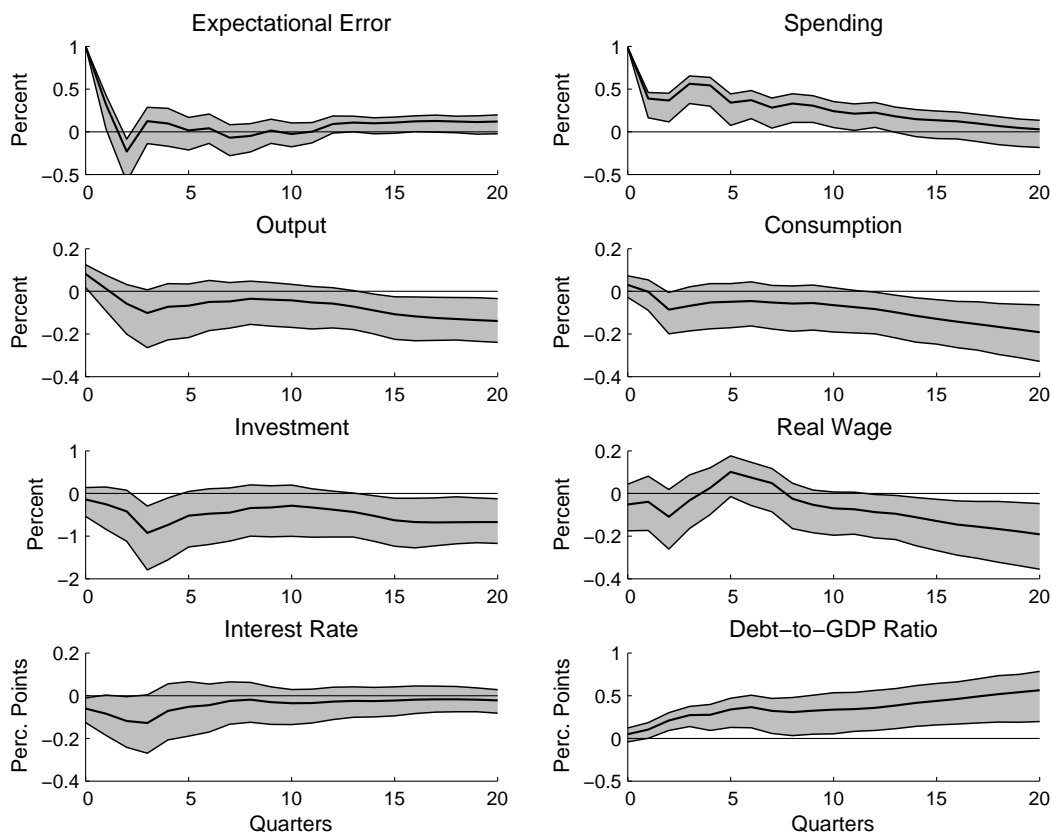 Expectational Error
Percent
1
0.5
0
−0.5
0 5 10 15 20
Spending
Percent
1
0.5
0
−0.5
0 5 10 15 20
Output
Percent
0.2
0
−0.2
−0.4
0 5 10 15 20
Consumption
Percent
0.2
0
−0.2
−0.4
0 5 10 15 20
Investment
Percent
1
0
−1
−2
0 5 10 15 20
Real Wage
Percent
0.2
0
−0.2
−0.4
0 5 10 15 20
Interest Rate
Perc. Points
0.2
0
−0.2
−0.4
0 5 10 15 20
Quarters
Debt−to−GDP Ratio
Perc. Points
1
0.5
0
−0.5
0 5 10 15 20
Quarters